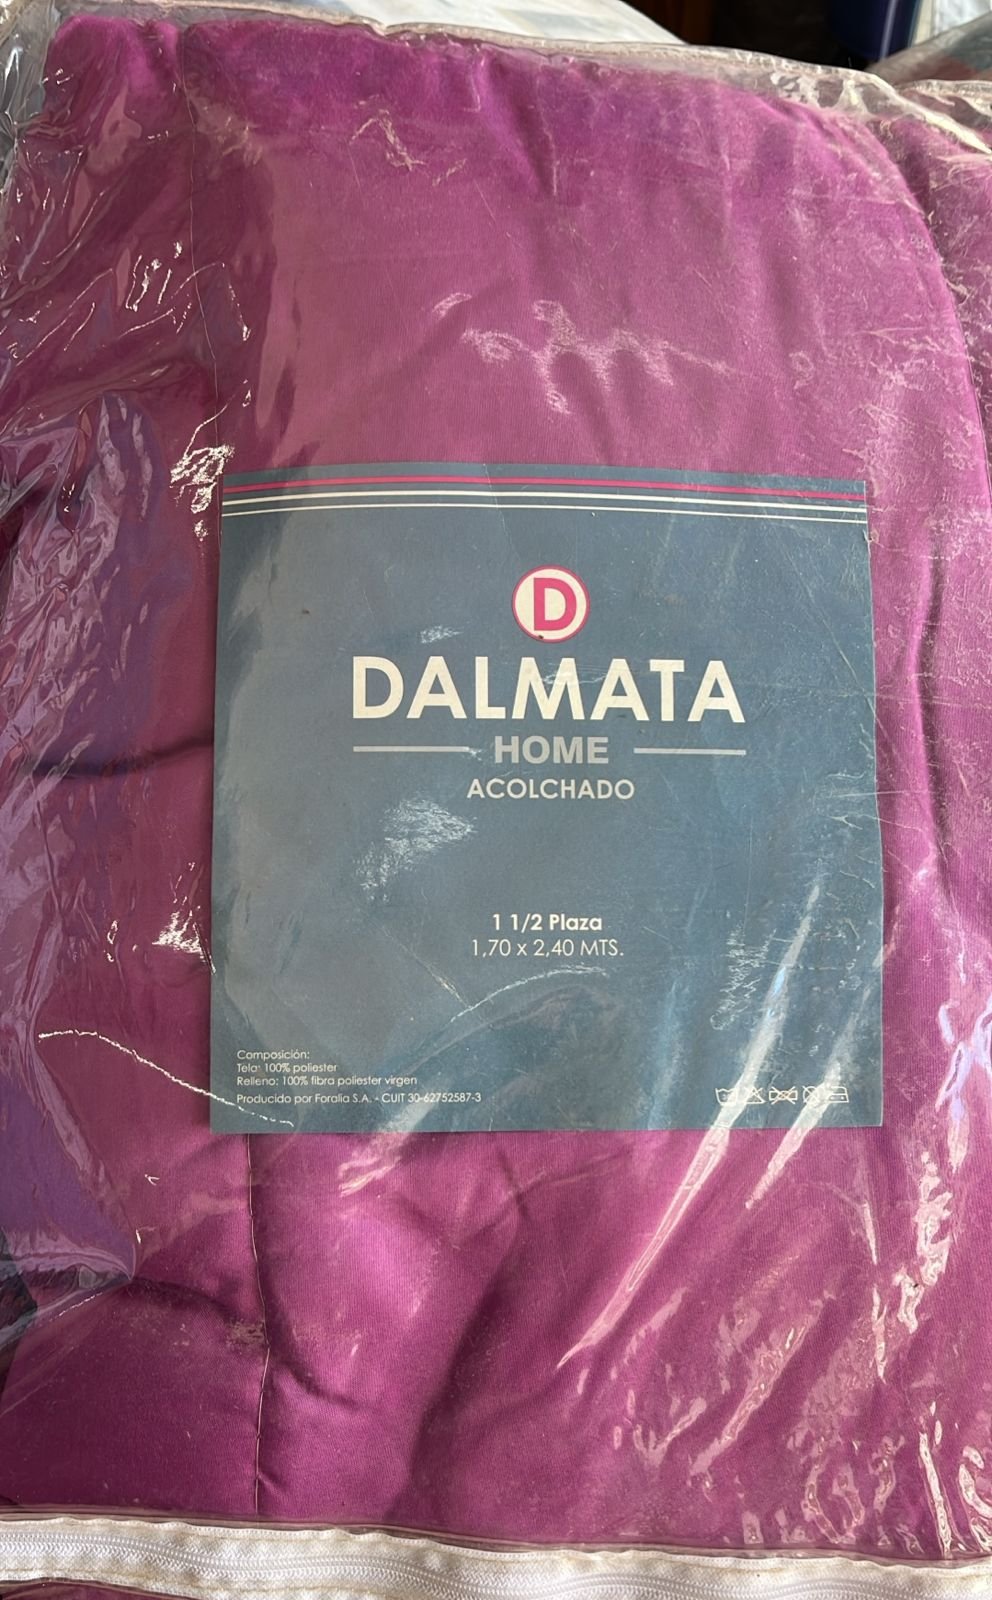 D
DALMATA
HOME
ACOLCHADO
1 1/2 Plaza
1,70 x 2,40 MTS.
Composición:
Tela: 100% poliester
Relleno: 100% fibra poliester virgen
Producido por Foralia S.A. - CUIT 30-62752587-3